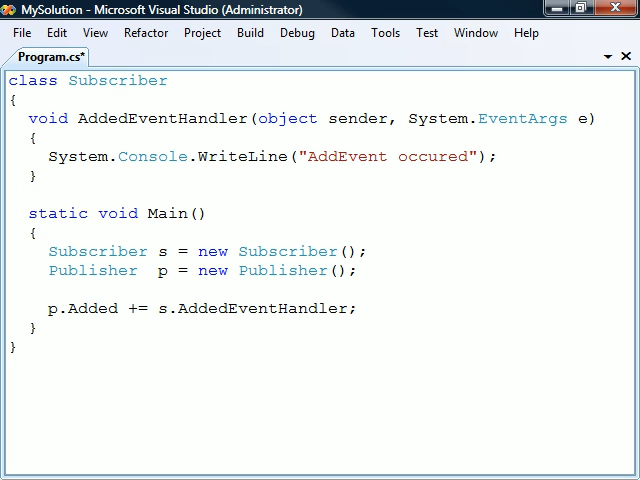 MySolution - Microsoft Visual Studio (Administrator)
File Edit View Refactor Project Build Debug Data Tools Test Window Help
Program.cs*
class Subscriber
{
void AddedEventHandler(object sender, System.EventArgs e)
{
System.Console.WriteLine("AddEvent occured");
}
static void Main()
{
Subscriber s = new Subscriber();
Publisher p = new Publisher();
p.Added += s.AddedEventHandler;
}
}